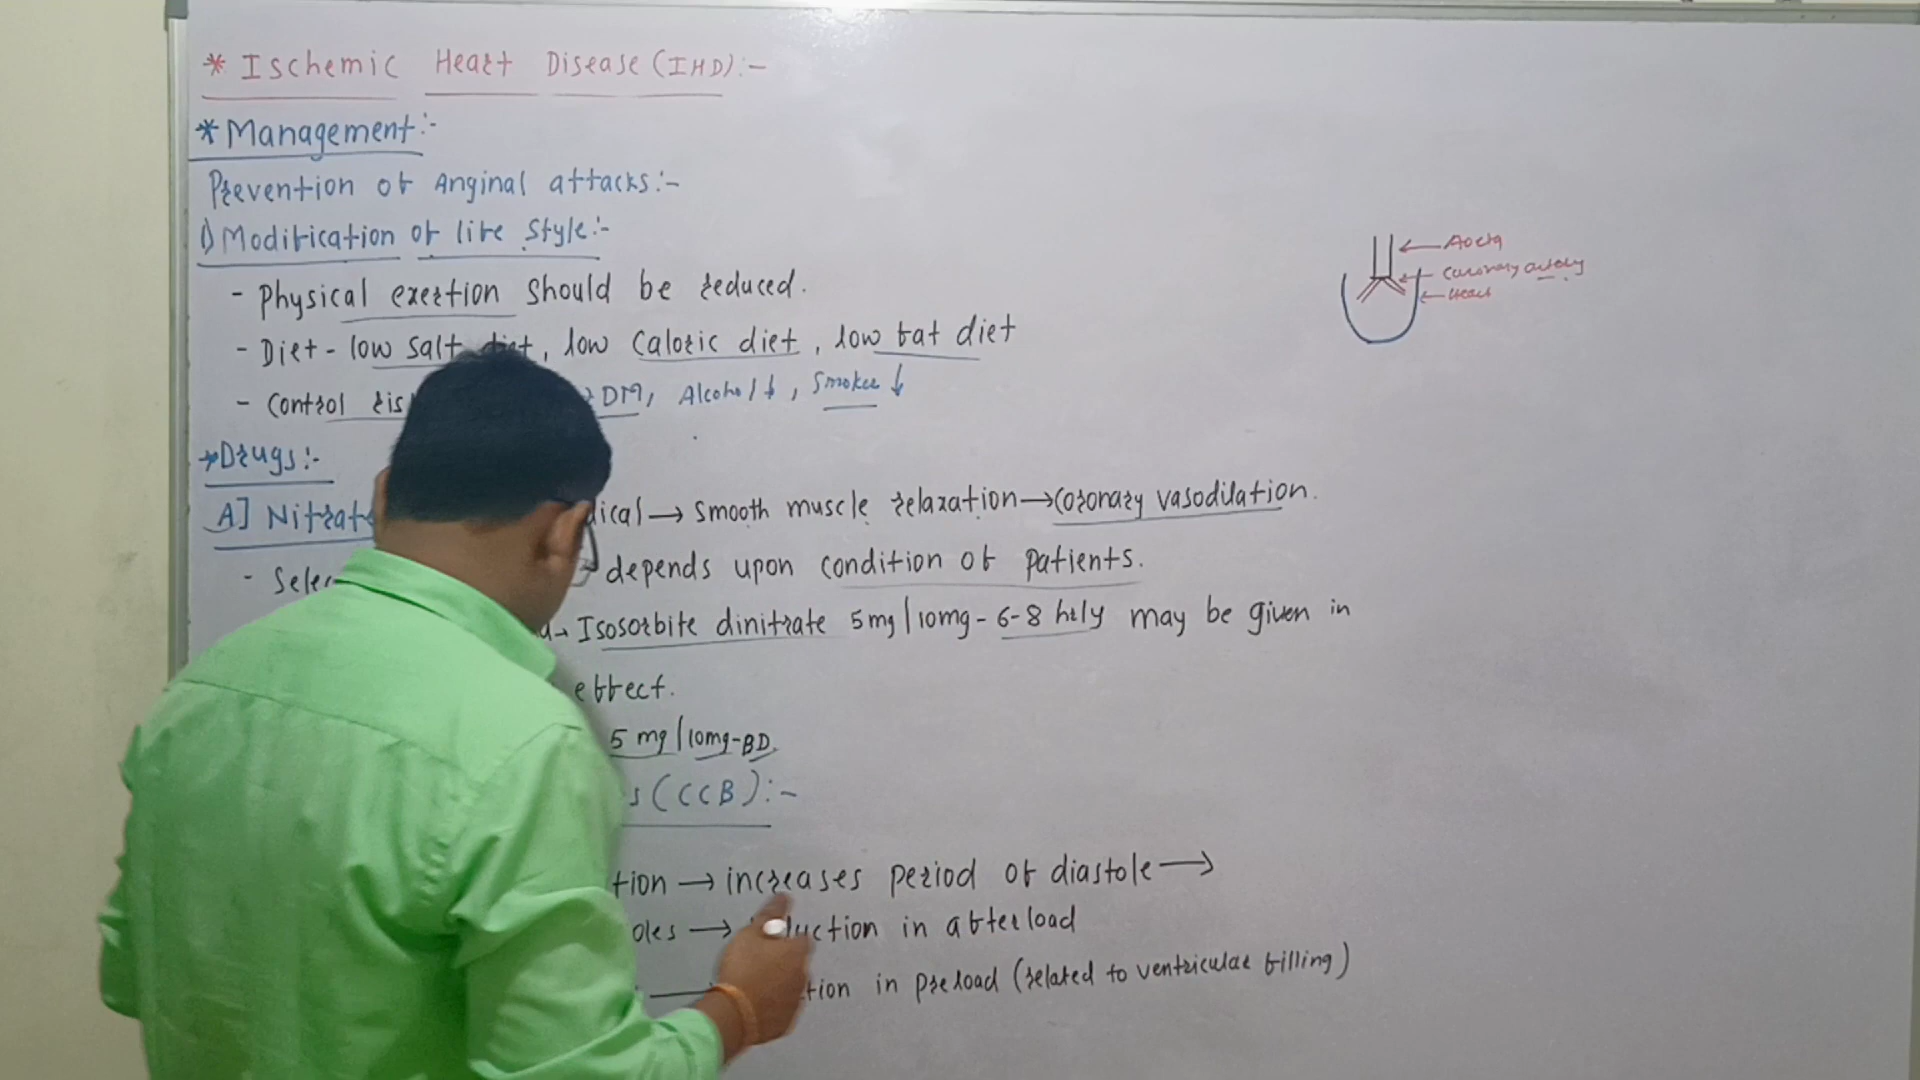 * Ischemic Heart Disease (IHD):-
* Management:-
Prevention of Anginal attacks:-
1) Modification of life style:-
- Physical exertion should be reduced.
- Diet - low salt diet, low caloric diet, low fat diet
- Control ris DM, Alcohol ↓, Smoker ↓
→ Drugs:-
A] Nitrat dical → Smooth muscle relaxation → Coronary vasodilation.
- Selec depends upon condition of patients.
Isosorbite dinitrate 5mg/10mg - 6-8 hrly may be given in
effect.
5 mg/10mg-BD
s (CCB):-
tion → increases period of diastole →
oles → uction in afterload
tion in preload (related to ventricular filling)
Aorta
Coronary artery
Heart